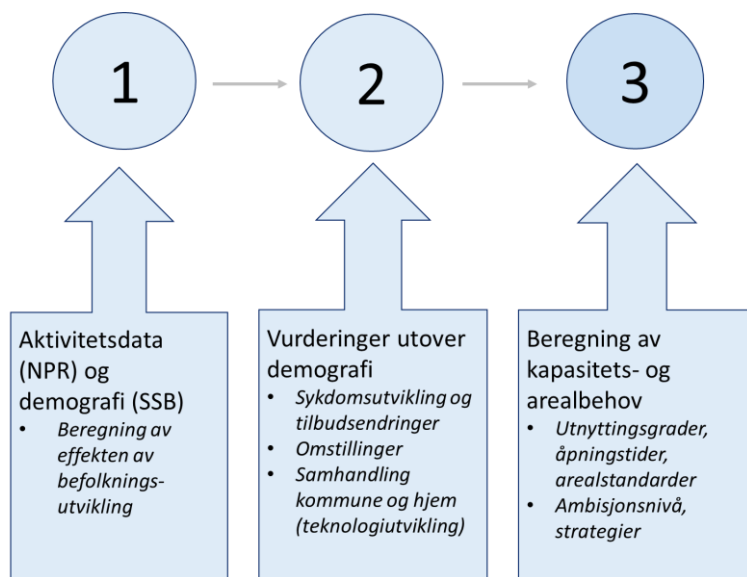 1
2
3
Aktivitetsdata
(NPR) og
demografi (SSB)
• Beregning av
effekten av
befolknings-
utvikling
Vurderinger utover
demografi
• Sykdomsutvikling og
tilbudsendringer
• Omstillinger
• Samhandling
kommune og hjem
(teknologiutvikling)
Beregning av
kapasitets- og
arealbehov
• Utnyttingsgrader,
åpningstider,
arealstandarder
• Ambisjonsnivå,
strategier